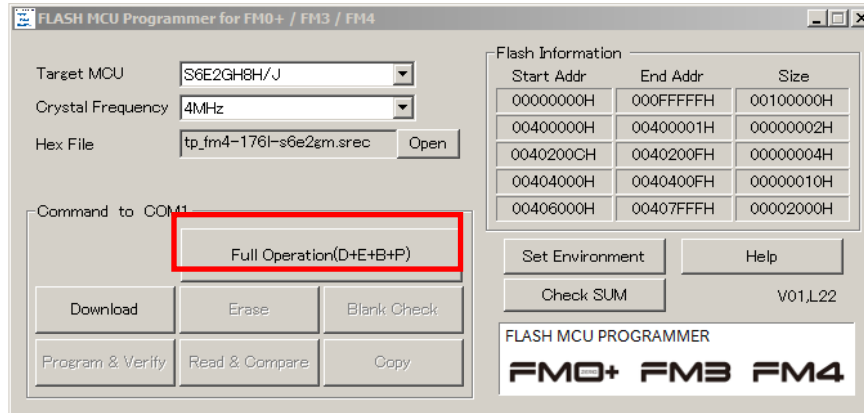 FLASH MCU Programmer for FM0+ / FM3 / FM4
Target MCU
S6E2GH8H/J
Crystal Frequency
4MHz
Hex File
tp_fm4-176l-s6e2gm.srec
Open
Flash Information
Start Addr End Addr Size
00000000H 000FFFFFH 00100000H
00400000H 00400001H 00000002H
0040200CH 0040200FH 00000004H
00404000H 0040400FH 00000010H
00406000H 00407FFFH 00002000H
Command to COM1
Full Operation(D+E+B+P)
Download Erase Blank Check
Program & Verify Read & Compare Copy
Set Environment Help
Check SUM V01,L22
FLASH MCU PROGRAMMER
FM0+ FM3 FM4